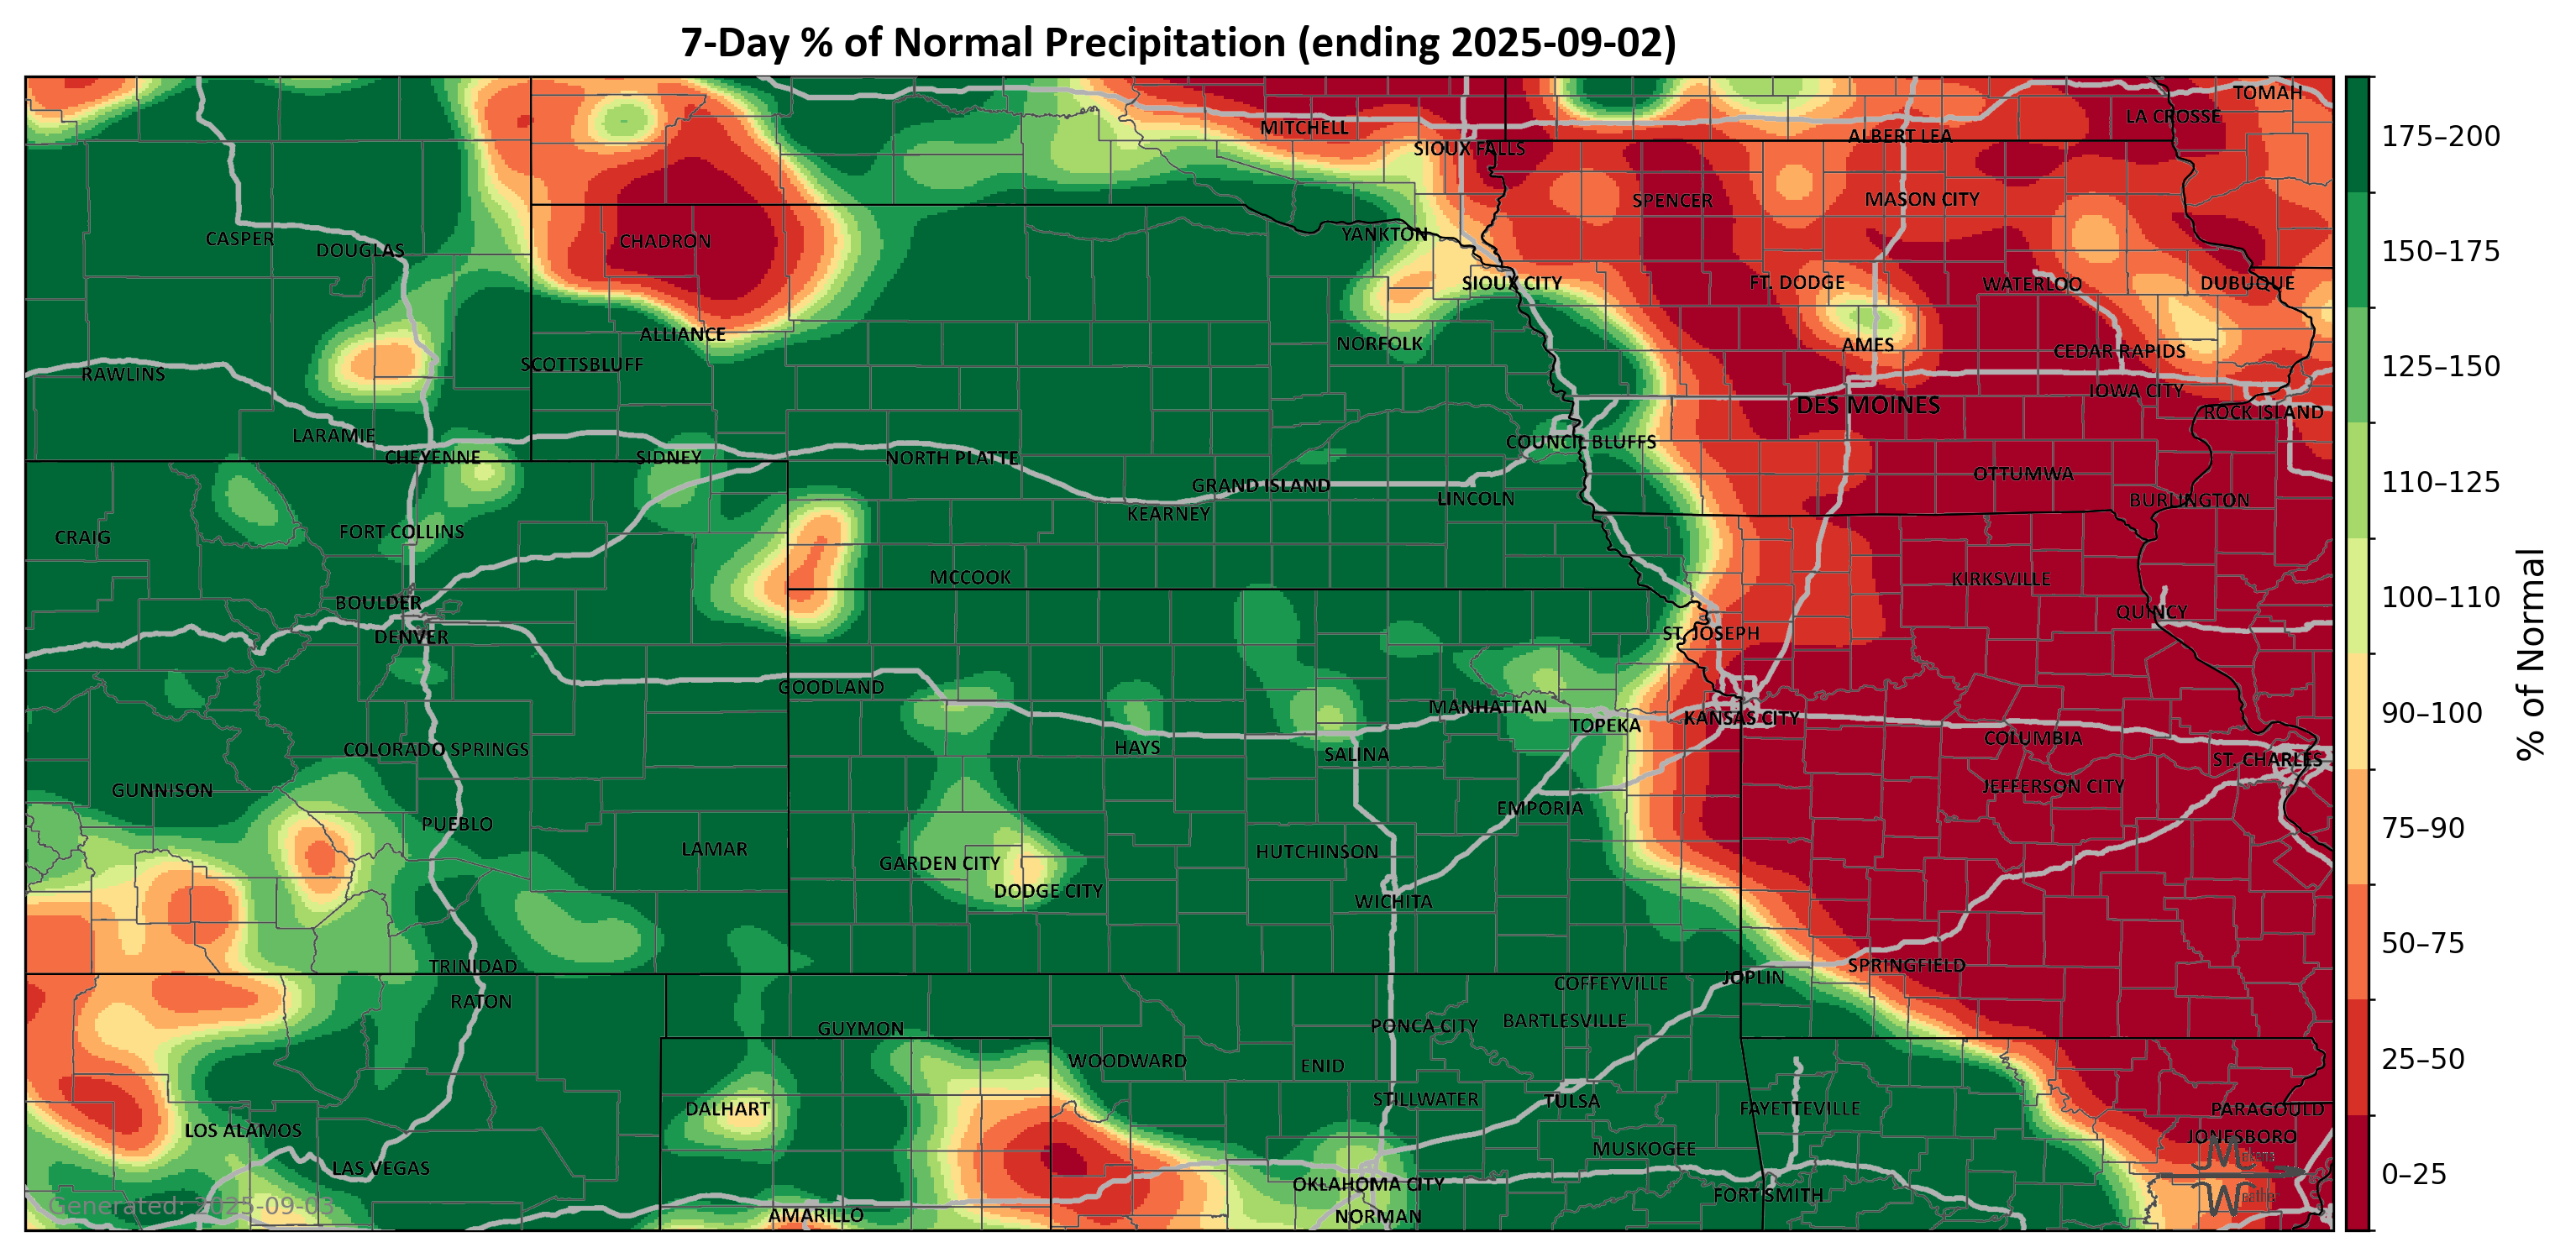 7-Day % of Normal Precipitation (ending 2025-09-02)
TOMAH
LA CROSSE
MITCHELL
ALBERT LEA
SIOUX FALLS
SPENCER
MASON CITY
CASPER
DOUGLAS
CHADRON
YANKTON
SIOUX CITY
FT. DODGE
WATERLOO
DUBUQUE
ALLIANCE
NORFOLK
AMES
CEDAR RAPIDS
SCOTTSBLUFF
RAWLINS
IOWA CITY
DES MOINES
ROCK ISLAND
LARAMIE
COUNCIL BLUFFS
CHEYENNE
SIDNEY
NORTH PLATTE
OTTUMWA
GRAND ISLAND
LINCOLN
BURLINGTON
KEARNEY
FORT COLLINS
CRAIG
MCCOOK
KIRKSVILLE
BOULDER
QUINCY
DENVER
ST. JOSEPH
GOODLAND
MANHATTAN
TOPEKA
KANSAS CITY
COLUMBIA
COLORADO SPRINGS
HAYS
SALINA
ST. CHARLES
GUNNISON
JEFFERSON CITY
EMPORIA
PUEBLO
LAMAR
HUTCHINSON
GARDEN CITY
DODGE CITY
WICHITA
TRINIDAD
SPRINGFIELD
JOPLIN
COFFEYVILLE
RATON
GUYMON
PONCA CITY
BARTLESVILLE
WOODWARD
ENID
STILLWATER
TULSA
DALHART
FAYETTEVILLE
PARAGOULD
LOS ALAMOS
JONESBORO
MUSKOGEE
LAS VEGAS
OKLAHOMA CITY
FORT SMITH
AMARILLO
NORMAN
Generated: 2025-09-03
Weather
175–200
150–175
125–150
110–125
100–110
90–100
75–90
50–75
25–50
0–25
% of Normal